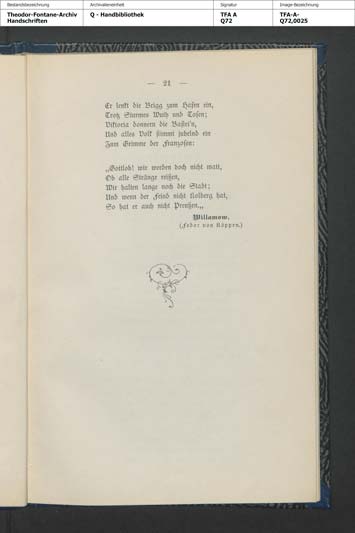 Bestandsbezeichnung
Archivalieneinheit
Signatur
Image-Bezeichnung
Theodor-Fontane-Archiv
Handschriften
Q - Handbibliothek
TFA A
Q72
TFA-A-
Q72,0025
— 21 —
Er lenkt die Brigg zum Hafen ein,
Trotz Sturmes Wuth und Tosen;
Viktoria donnern die Bastei'n,
Und alles Volk stimmt jubelnd ein
Zum Grimme der Franzosen:
„Gottlob! wir werden doch nicht matt,
Ob alle Stränge reißen,
Wir halten lange noch die Stadt;
Und wenn der Feind nicht Kolberg hat,
So hat er auch nicht Preußen„.
Willamow.
(Fedor von Köppen.)